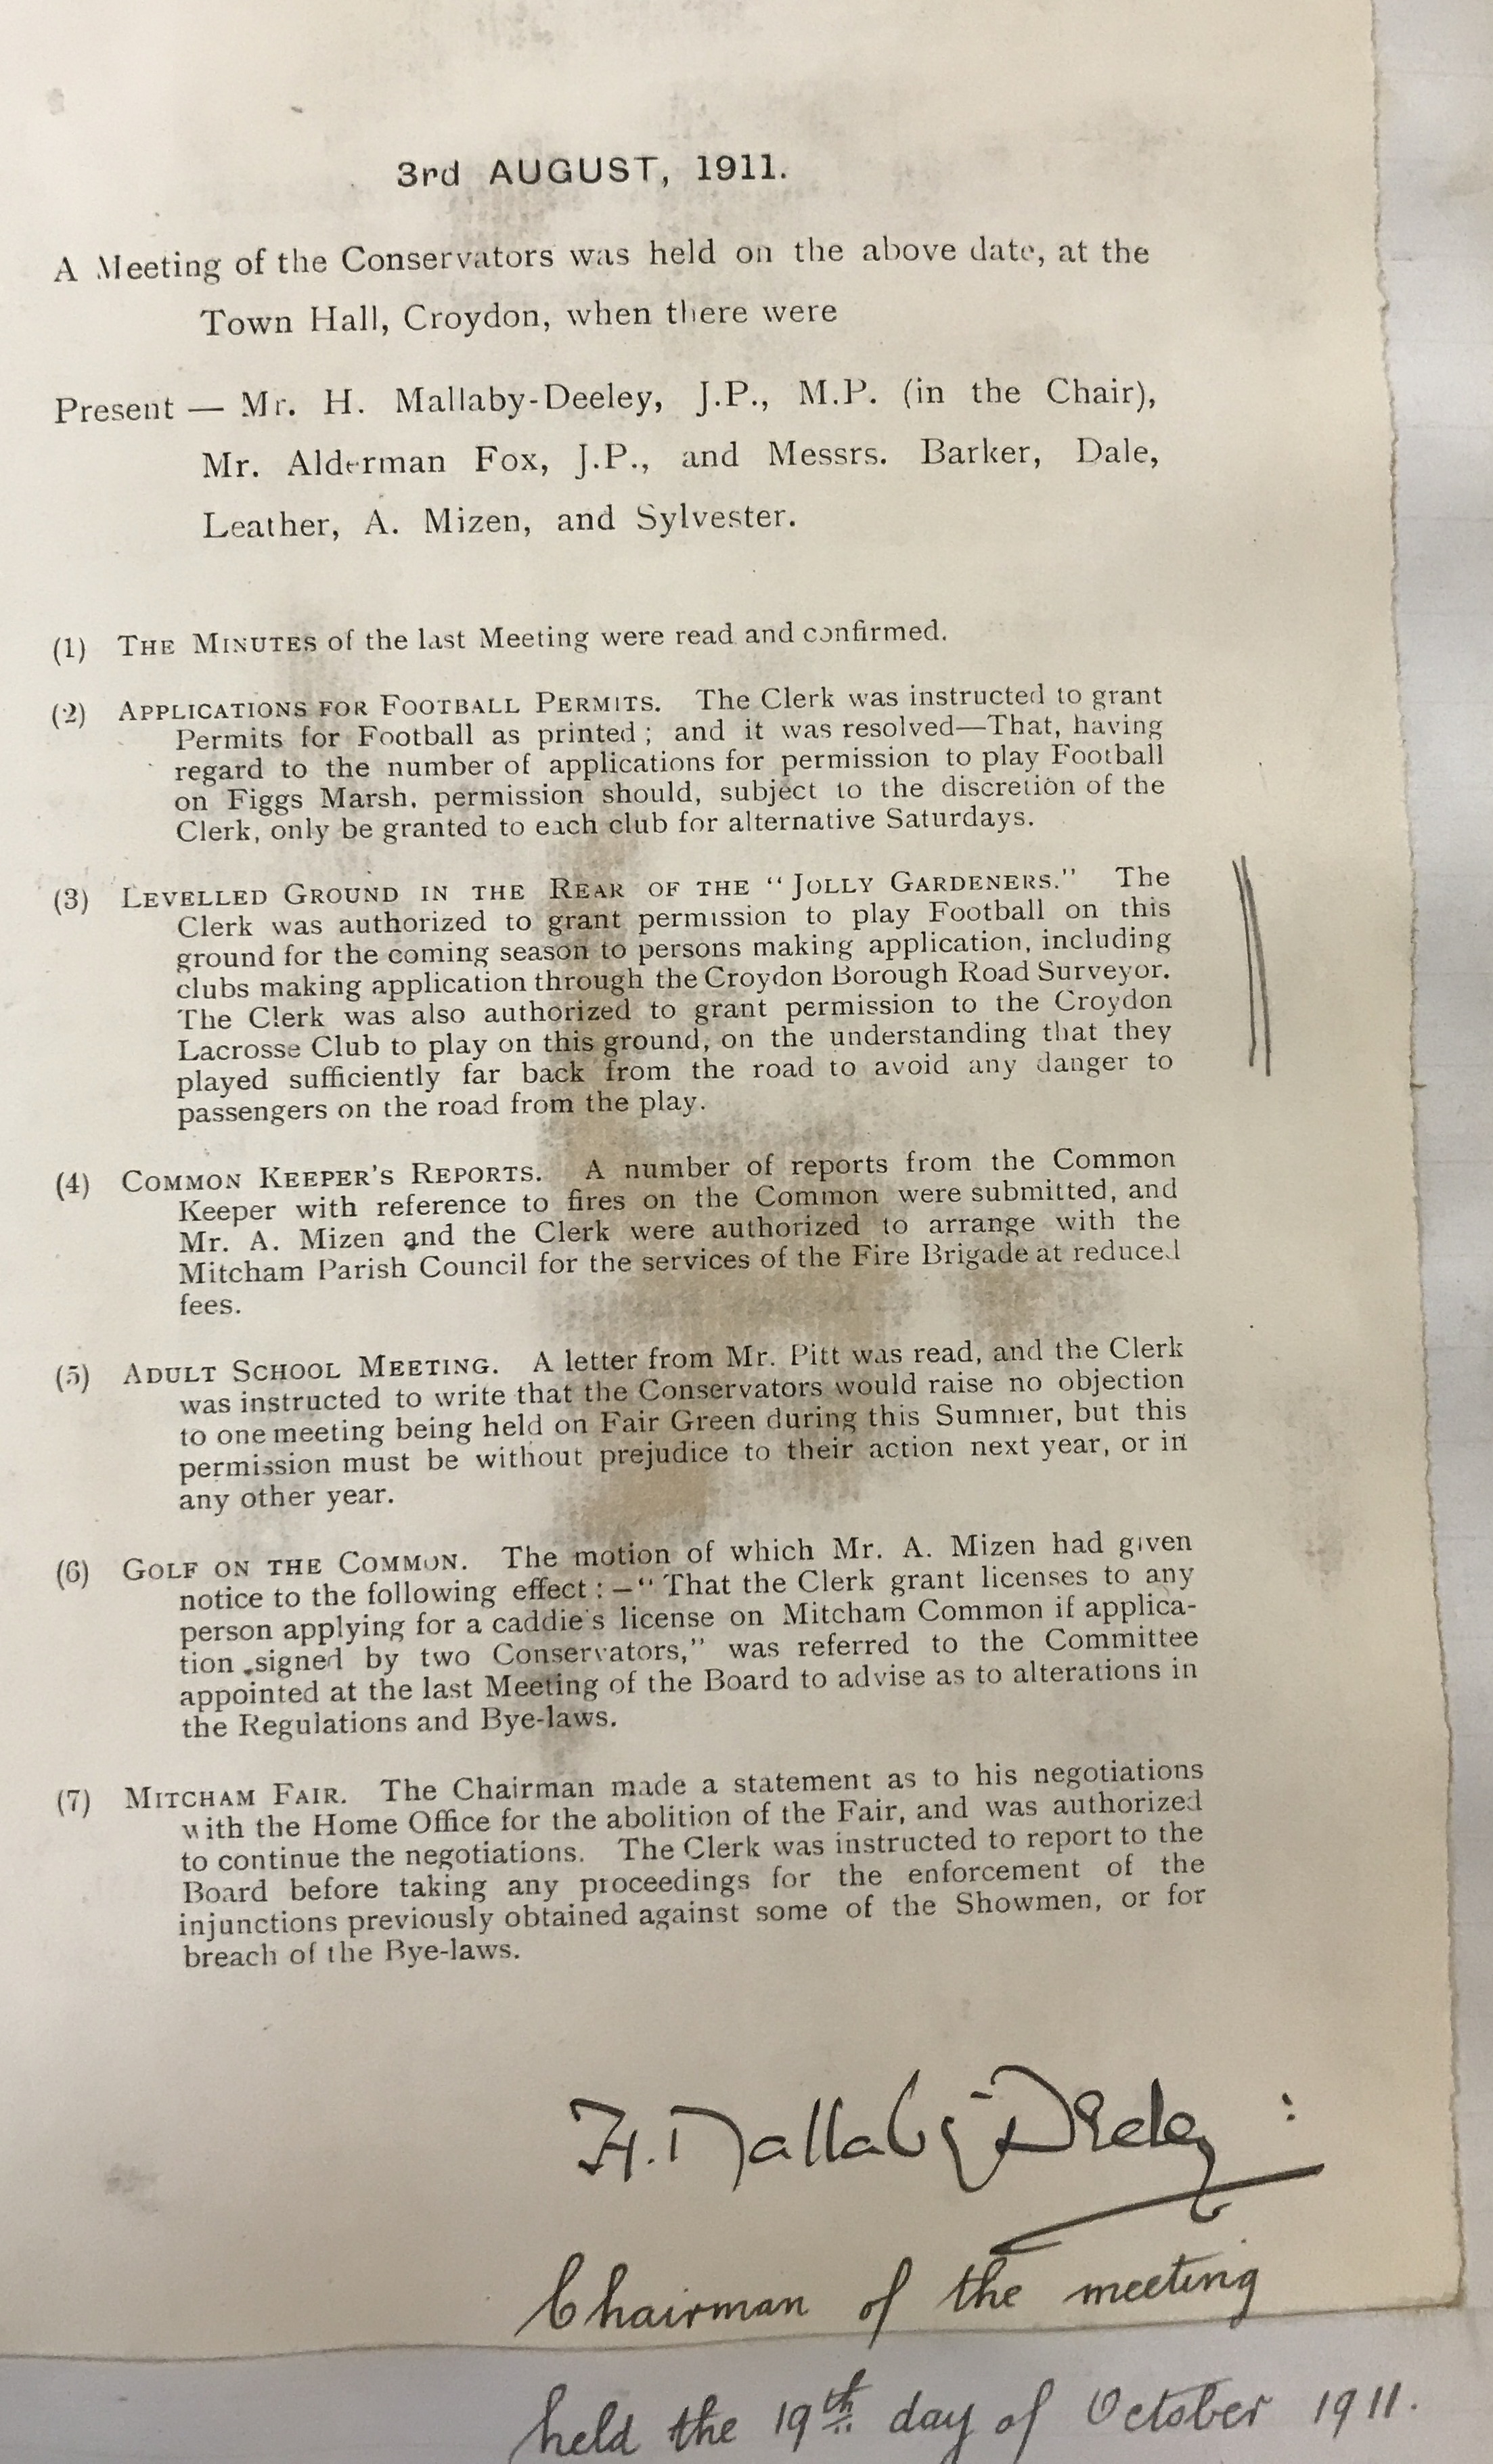 3rd AUGUST, 1911.
A Meeting of the Conservators was held on the above date, at the
Town Hall, Croydon, when there were
Present — Mr. H. Mallaby-Deeley, J.P., M.P. (in the Chair),
Mr. Alderman Fox, J.P., and Messrs. Barker, Dale,
Leather, A. Mizen, and Sylvester.
(1) THE MINUTES of the last Meeting were read and confirmed.
(2) APPLICATIONS FOR FOOTBALL PERMITS. The Clerk was instructed to grant
Permits for Football as printed; and it was resolved—That, having
regard to the number of applications for permission to play Football
on Figgs Marsh, permission should, subject to the discretion of the
Clerk, only be granted to each club for alternative Saturdays.
(3) LEVELLED GROUND IN THE REAR OF THE "JOLLY GARDENERS." The
Clerk was authorized to grant permission to play Football on this
ground for the coming season to persons making application, including
clubs making application through the Croydon Borough Road Surveyor.
The Clerk was also authorized to grant permission to the Croydon
Lacrosse Club to play on this ground, on the understanding that they
played sufficiently far back from the road to avoid any danger to
passengers on the road from the play.
(4) COMMON KEEPER'S REPORTS. A number of reports from the Common
Keeper with reference to fires on the Common were submitted, and
Mr. A. Mizen and the Clerk were authorized to arrange with the
Mitcham Parish Council for the services of the Fire Brigade at reduced
fees.
(5) ADULT SCHOOL MEETING. A letter from Mr. Pitt was read, and the Clerk
was instructed to write that the Conservators would raise no objection
to one meeting being held on Fair Green during this Summer, but this
permission must be without prejudice to their action next year, or in
any other year.
(6) GOLF ON THE COMMON. The motion of which Mr. A. Mizen had given
notice to the following effect:—" That the Clerk grant licenses to any
person applying for a caddie's license on Mitcham Common if applica-
tion signed by two Conservators," was referred to the Committee
appointed at the last Meeting of the Board to advise as to alterations in
the Regulations and Bye-laws.
(7) MITCHAM FAIR. The Chairman made a statement as to his negotiations
with the Home Office for the abolition of the Fair, and was authorized
to continue the negotiations. The Clerk was instructed to report to the
Board before taking any proceedings for the enforcement of the
injunctions previously obtained against some of the Showmen, or for
breach of the Bye-laws.
H. Mallaby-Deeley
Chairman of the meeting
held the 19th day of October 1911.